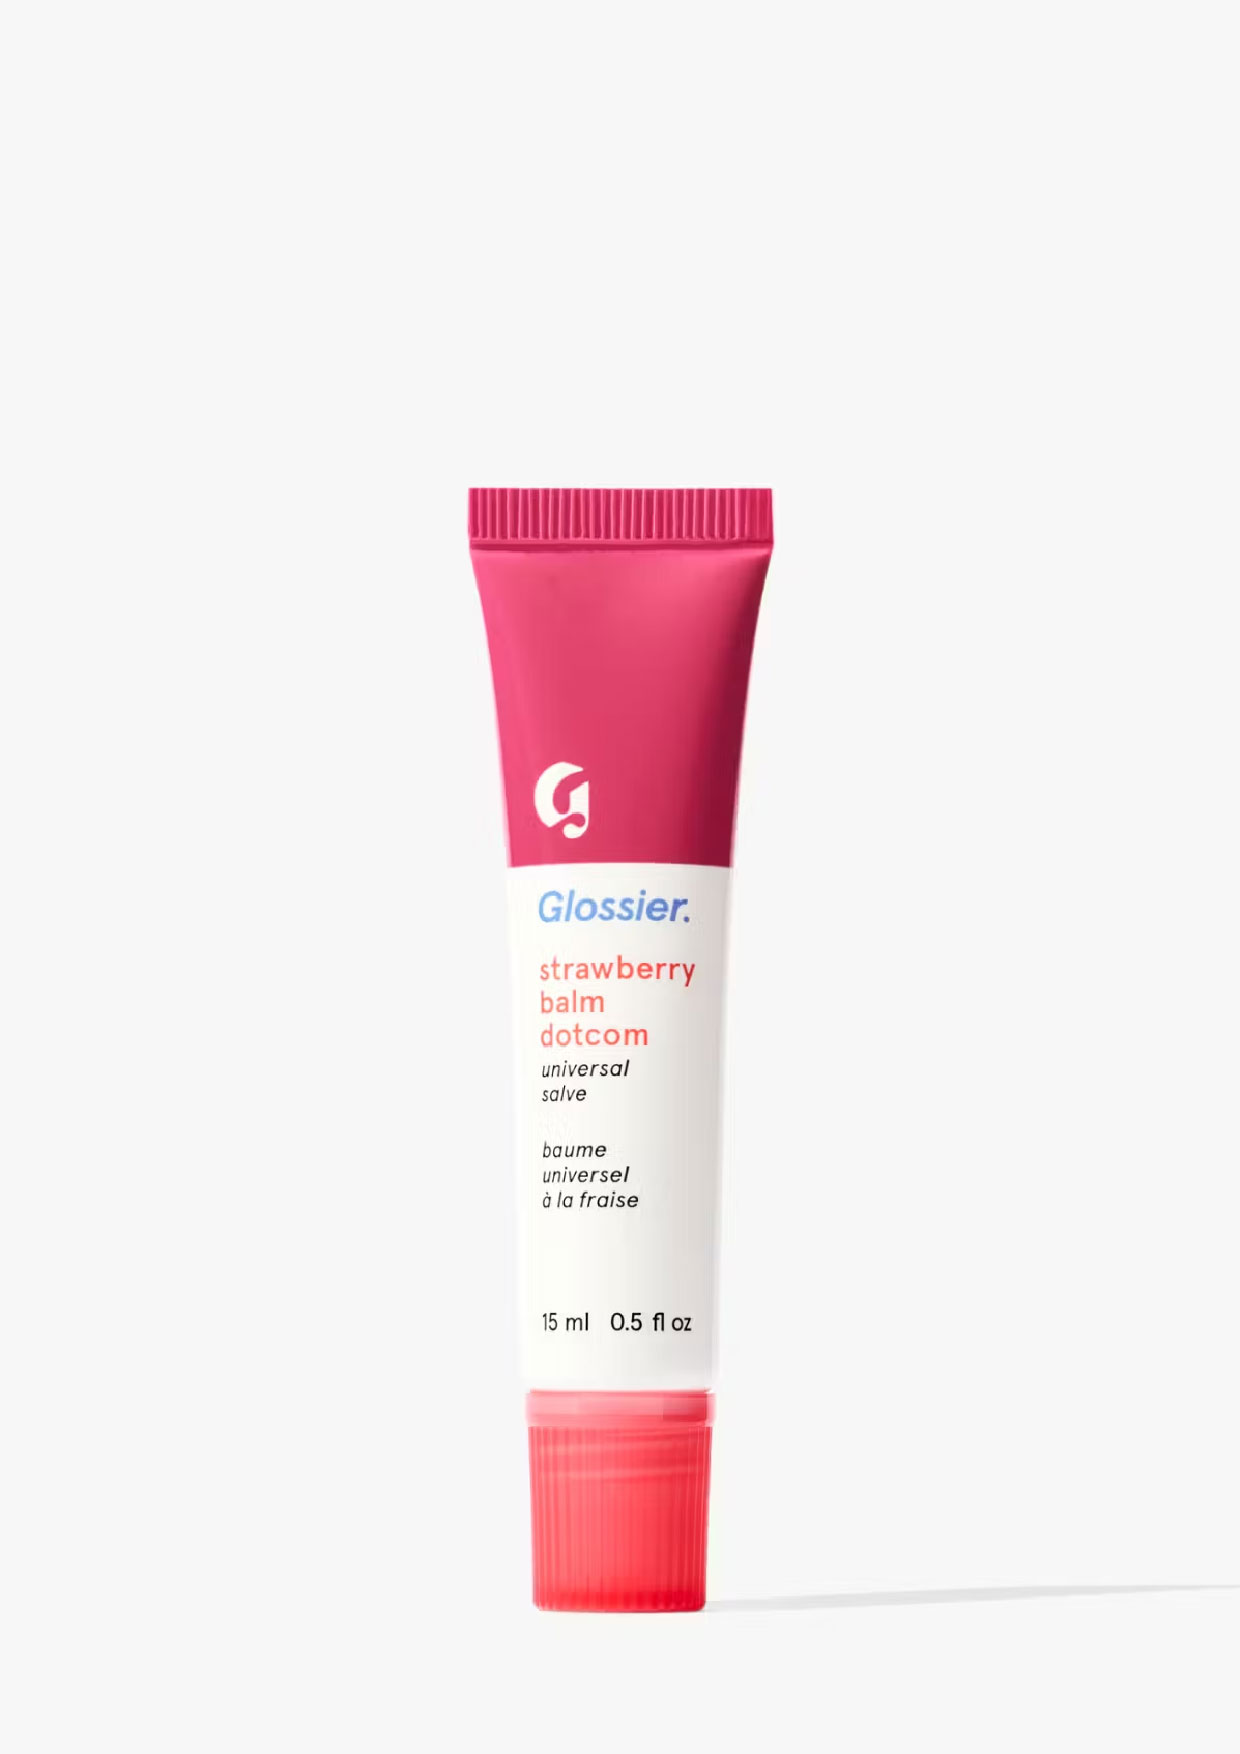 G
Glossier.
strawberry
balm
dotcom
universal
salve
baume
universel
à la fraise
15 ml 0.5 fl oz